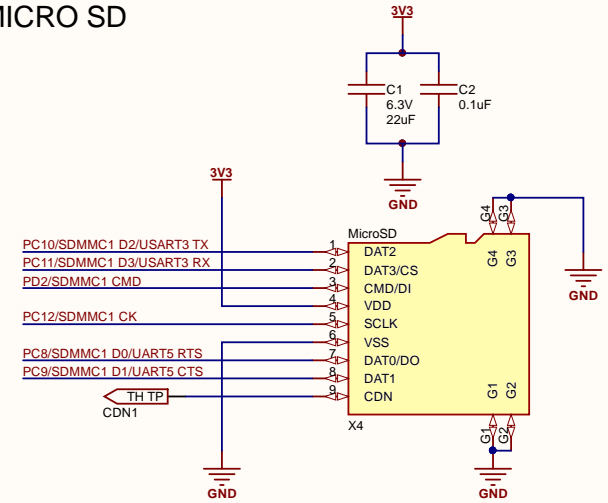 MICRO SD
3V3
C1
6.3V
22uF
C2
0.1uF
GND
3V3
MicroSD
G4
G3
G4
G3
GND
PC10/SDMMC1 D2/USART3 TX
1
DAT2
PC11/SDMMC1 D3/USART3 RX
2
DAT3/CS
PD2/SDMMC1 CMD
3
CMD/DI
4
VDD
PC12/SDMMC1 CK
5
SCLK
6
VSS
PC8/SDMMC1 D0/UART5 RTS
7
DAT0/DO
PC9/SDMMC1 D1/UART5 CTS
8
DAT1
TH TP
9
CDN
CDN1
G1
G2
X4
G1
G2
GND
GND